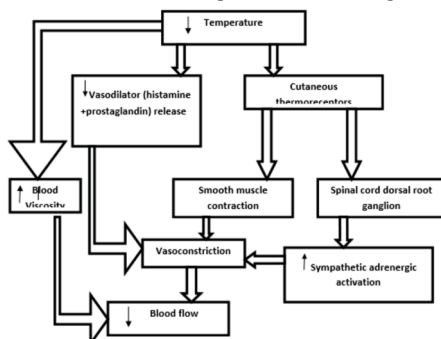 ↓ Temperature
↓ Vasodilator (histamine
+prostaglandin) release
Cutaneous
thermoreceptors
↑ Blood
Viscosity
Smooth muscle
contraction
Spinal cord dorsal root
ganglion
Vasoconstriction
↑
Sympathetic adrenergic
activation
↓ Blood flow